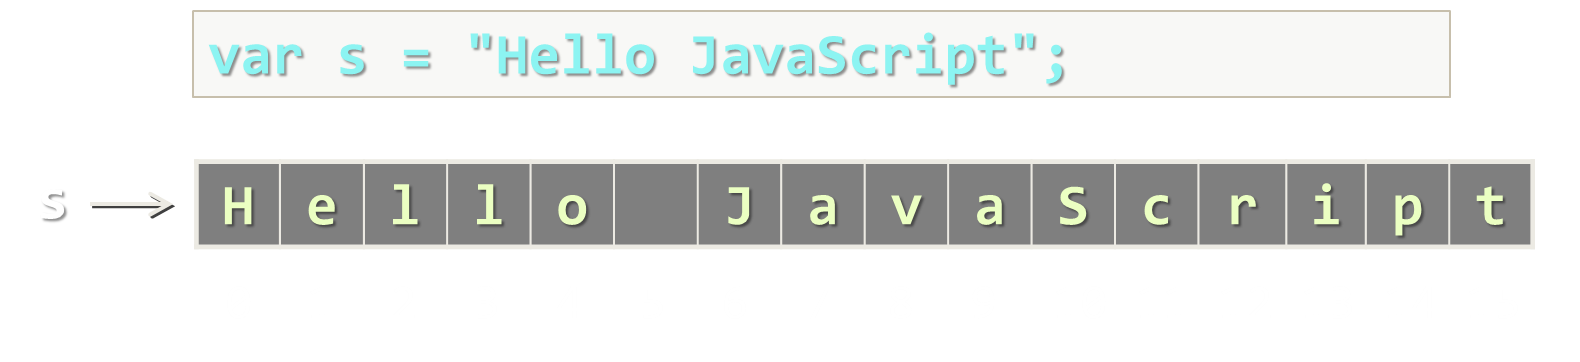 var s = "Hello JavaScript";
s H e l l o J a v a S c r i p t